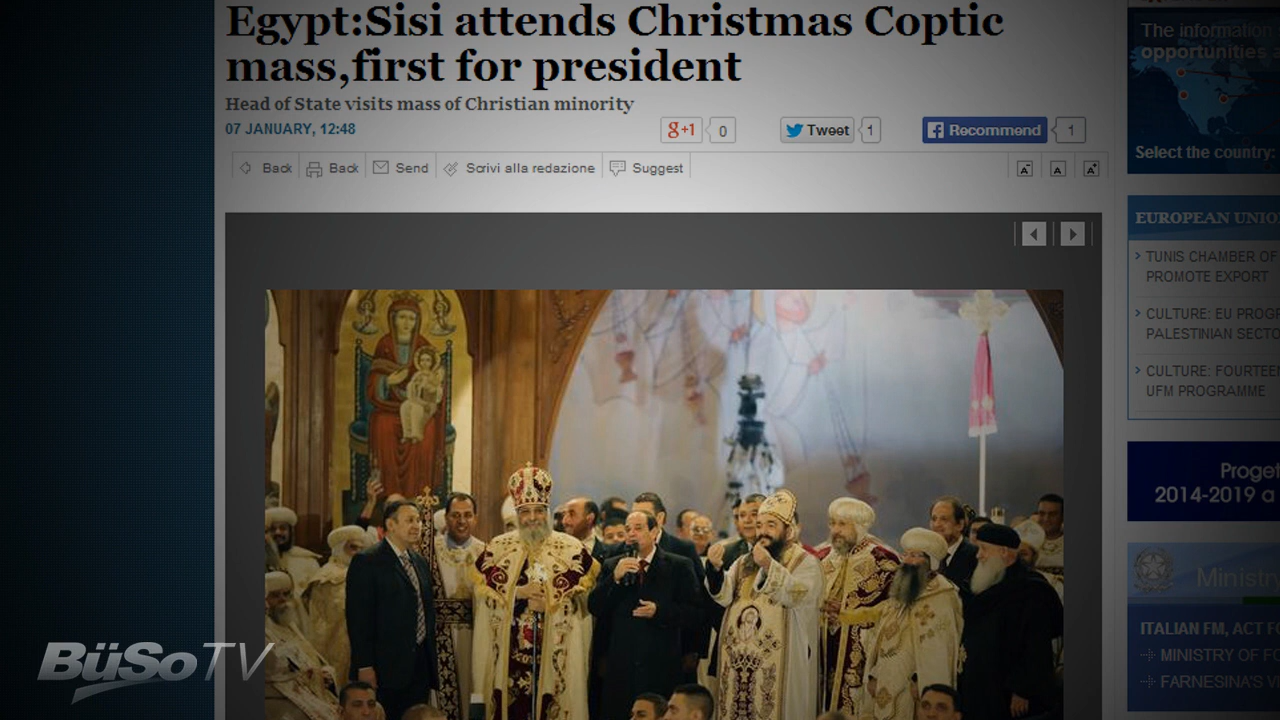 Egypt:Sisi attends Christmas Coptic
mass,first for president
Head of State visits mass of Christian minority
07 JANUARY, 12:48
g+1 0
Tweet 1
Recommend 1
Back
Back
Send
Scrivi alla redazione
Suggest
A-
A
A+
The information
opportunities
Select the country:
EUROPEAN UNIO
TUNIS CHAMBER OF
PROMOTE EXPORT
CULTURE: EU PROG
PALESTINIAN SECTO
CULTURE: FOURTEEN
UFM PROGRAMME
Proget
2014-2019 a
Ministr
ITALIAN FM, ACT FO
MINISTRY OF FO
FARNESINA'S V
BüSoTV